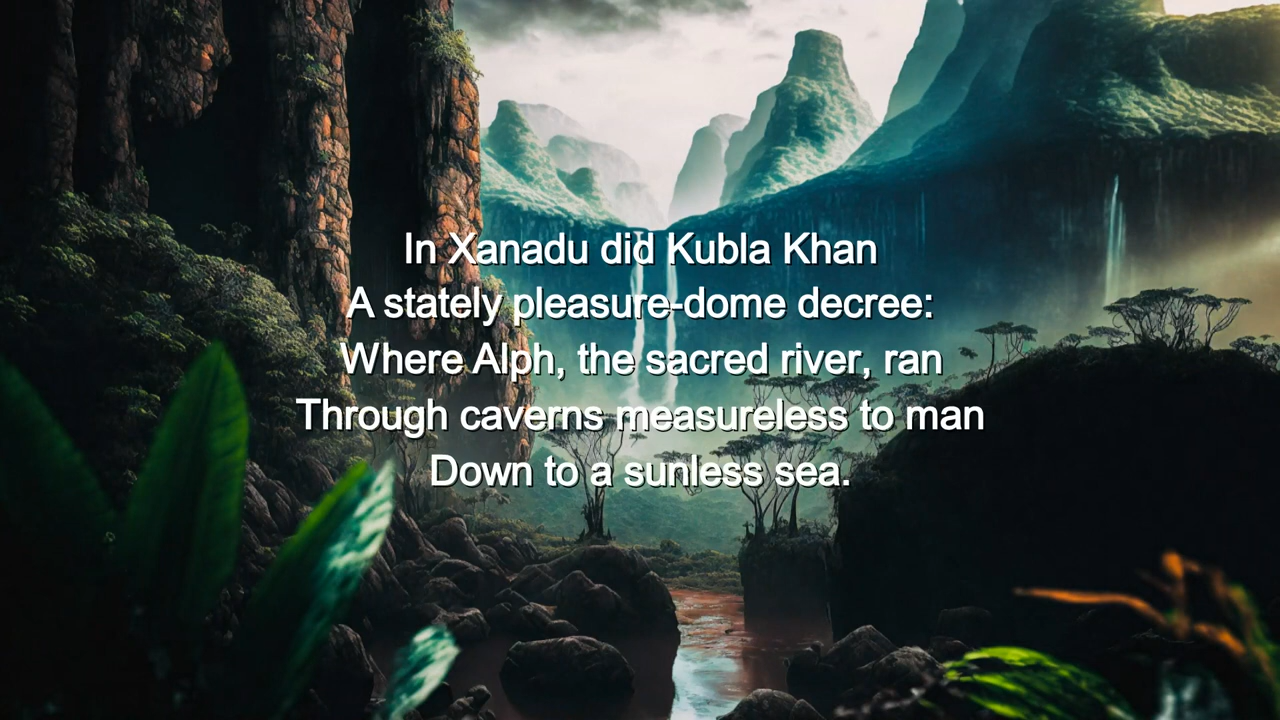 In Xanadu did Kubla Khan
A stately pleasure-dome decree:
Where Alph, the sacred river, ran
Through caverns measureless to man
Down to a sunless sea.